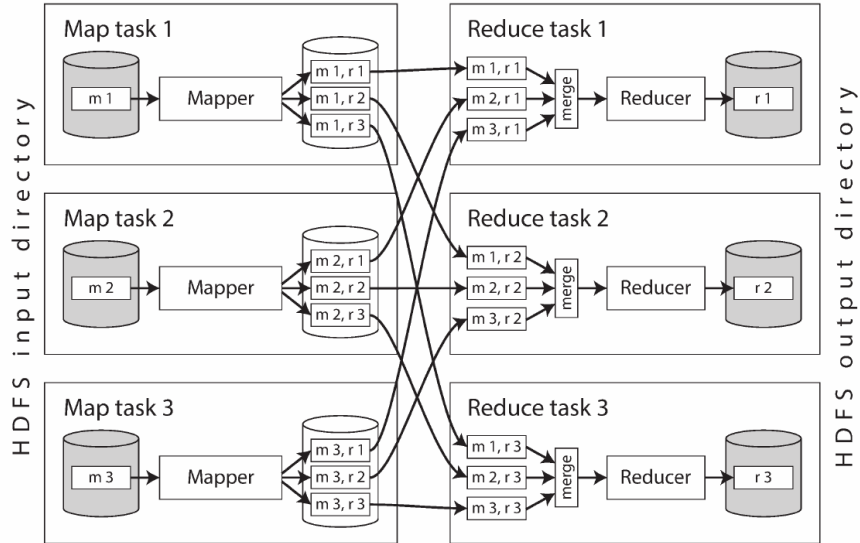 HDFS input directory
Map task 1
m 1
Mapper
m 1, r 1
m 1, r 2
m 1, r 3
Reduce task 1
m 1, r 1
m 2, r 1
m 3, r 1
merge
Reducer
r 1
Map task 2
m 2
Mapper
m 2, r 1
m 2, r 2
m 2, r 3
Reduce task 2
m 1, r 2
m 2, r 2
m 3, r 2
merge
Reducer
r 2
Map task 3
m 3
Mapper
m 3, r 1
m 3, r 2
m 3, r 3
Reduce task 3
m 1, r 3
m 2, r 3
m 3, r 3
merge
Reducer
r 3
HDFS output directory